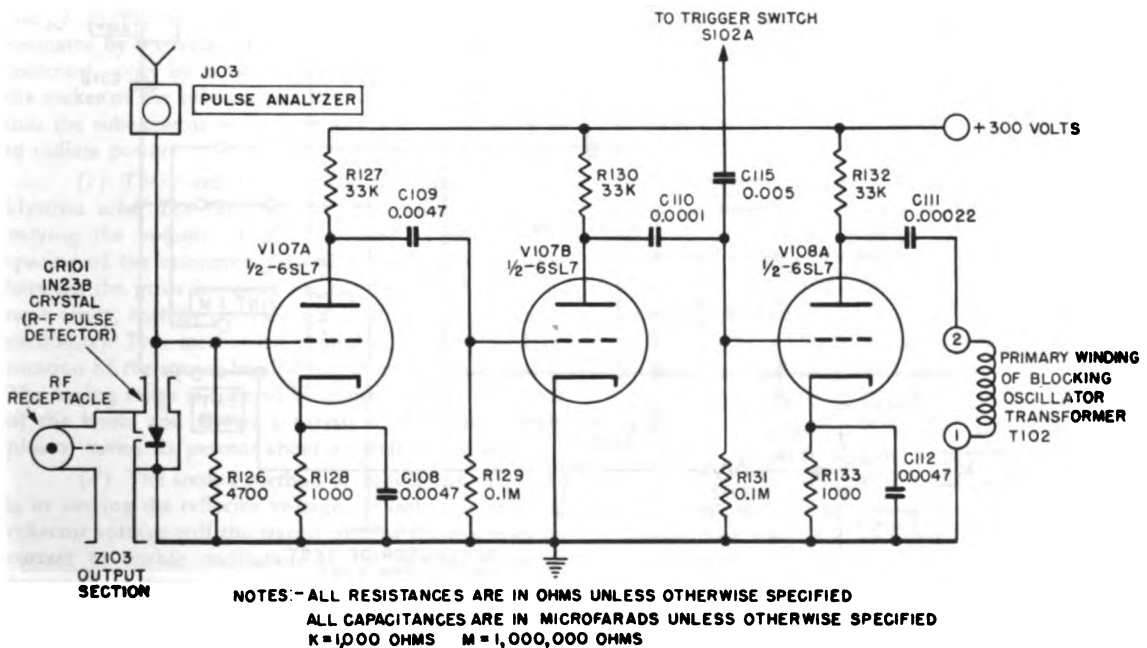 TO TRIGGER SWITCH
S102A
J103
PULSE ANALYZER
+300 VOLTS
R127
33K
C109
0.0047
R130
33K
C110
0.0001
C115
0.005
R132
33K
C111
0.00022
V107A
½-6SL7
V107B
½-6SL7
V108A
½-6SL7
CR101
IN23B
CRYSTAL
(R-F PULSE
DETECTOR)
RF
RECEPTACLE
2
PRIMARY WINDING
OF BLOCKING
OSCILLATOR
TRANSFORMER
T102
1
R126
4700
R128
1000
C108
0.0047
R129
0.1M
R131
0.1M
R133
1000
C112
0.0047
Z103
OUTPUT
SECTION
NOTES:- ALL RESISTANCES ARE IN OHMS UNLESS OTHERWISE SPECIFIED
ALL CAPACITANCES ARE IN MICROFARADS UNLESS OTHERWISE SPECIFIED
K=1,000 OHMS M=1,000,000 OHMS